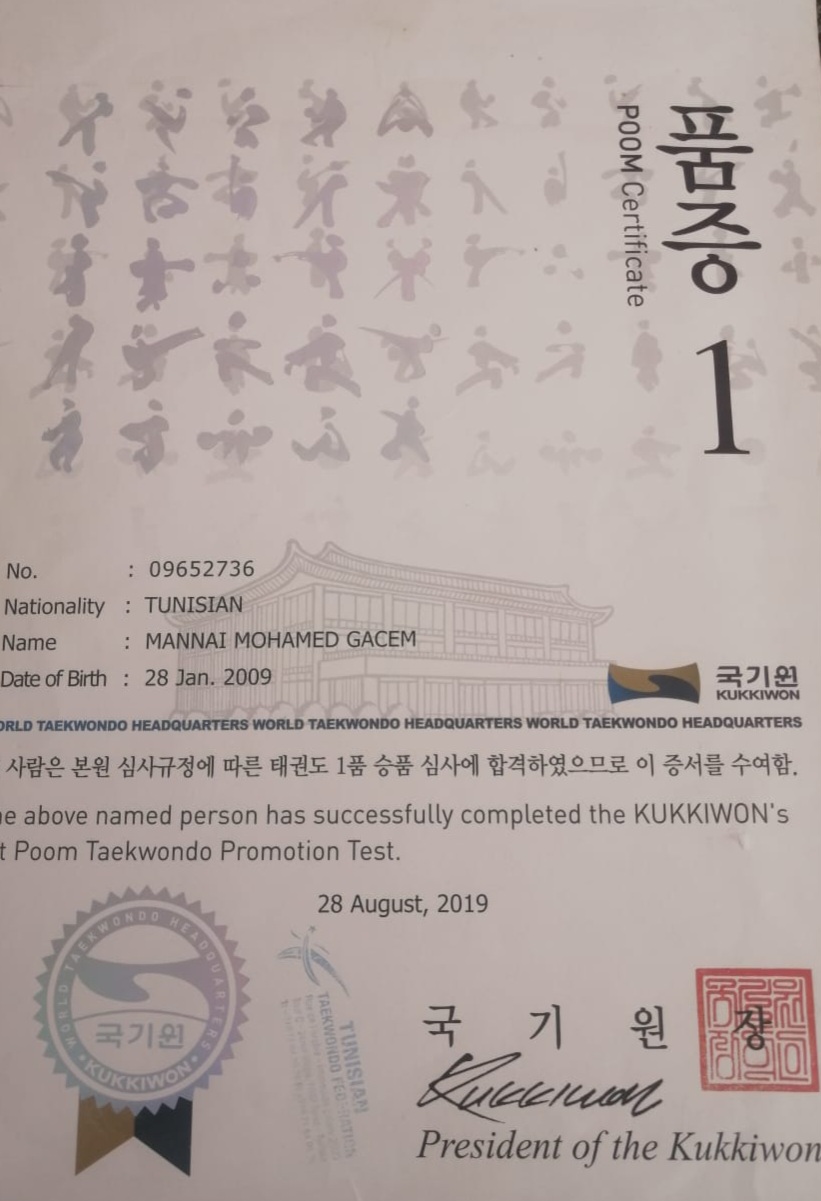 품증
POOM Certificate
1
No. : 09652736
Nationality : TUNISIAN
Name : MANNAI MOHAMED GACEM
Date of Birth : 28 Jan. 2009
국기원
KUKKIWON
ORLD TAEKWONDO HEADQUARTERS WORLD TAEKWONDO HEADQUARTERS WORLD TAEKWONDO HEADQUARTERS
사람은 본원 심사규정에 따른 태권도 1품 승품 심사에 합격하였으므로 이 증서를 수여함.
e above named person has successfully completed the KUKKIWON's
t Poom Taekwondo Promotion Test.
28 August, 2019
WORLD TAEKWONDO HEADQUARTERS
국기원
KUKKIWON
TUNISIAN
TAEKWONDO FEDERATION
국 기 원 장
Kukkiwon
President of the Kukkiwon